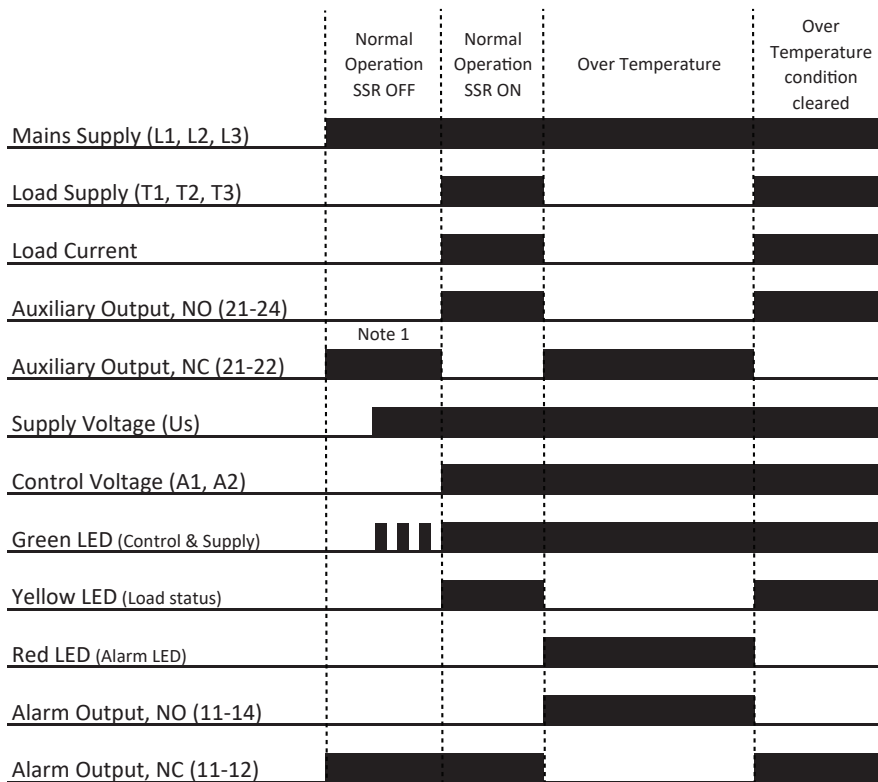 Normal
Operation
SSR OFF
Normal
Operation
SSR ON
Over Temperature
Over
Temperature
condition
cleared
Mains Supply (L1, L2, L3)
Load Supply (T1, T2, T3)
Load Current
Auxiliary Output, NO (21-24)
Note 1
Auxiliary Output, NC (21-22)
Supply Voltage (Us)
Control Voltage (A1, A2)
Green LED (Control & Supply)
Yellow LED (Load status)
Red LED (Alarm LED)
Alarm Output, NO (11-14)
Alarm Output, NC (11-12)